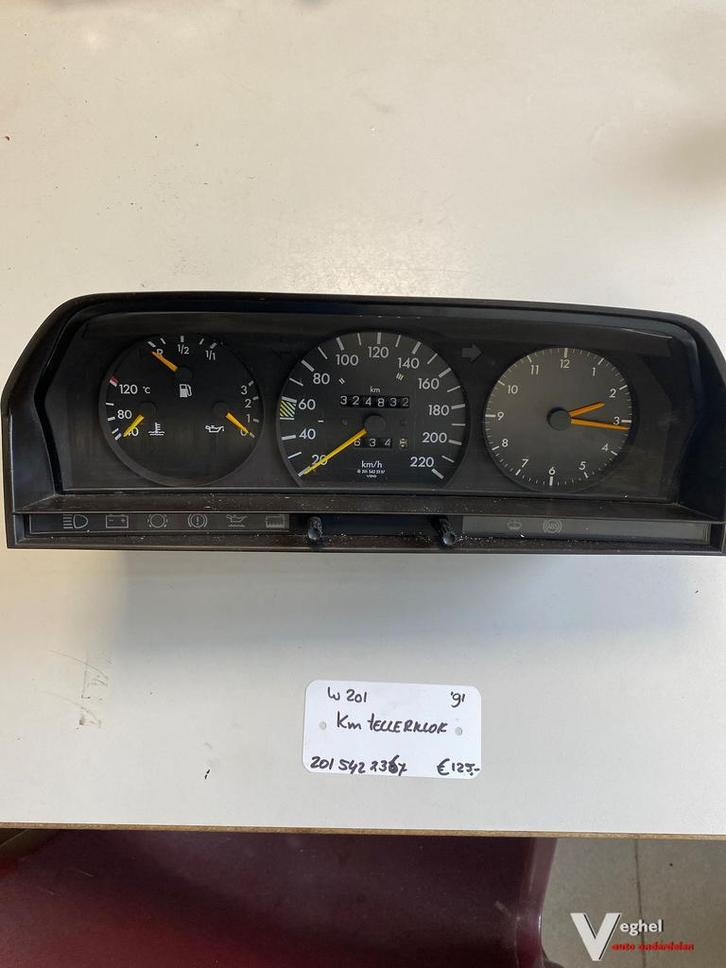 R 1/2 1/1
120 °C
80
40
3
2
1
0
20 40 60 80 100 120 140 160 180 200 220
km
324832
634
km/h
VDO
12 1 2 3 4 5 6 7 8 9 10 11
ABS
W 201 '91
Km tellerklok
201 542 2367 €125,-
Veghel
auto onderdelen